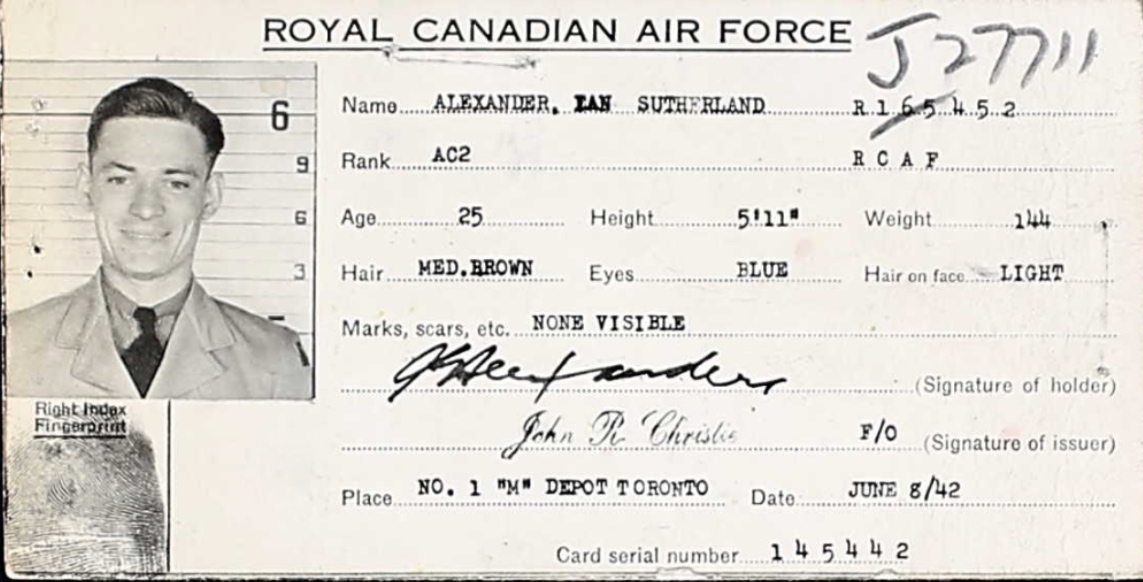 ROYAL CANADIAN AIR FORCE
J27711
Name ALEXANDER, IAN SUTHERLAND R165452
Rank AC2 RCAF
Age 25 Height 5'11" Weight 144
Hair MED.BROWN Eyes BLUE Hair on face LIGHT
Marks, scars, etc. NONE VISIBLE
(Signature of holder)
John R. Christie F/O (Signature of issuer)
Place NO. 1 "M" DEPOT TORONTO Date JUNE 8/42
Card serial number 145442
6
9
6
3
Right Index
Fingerprint